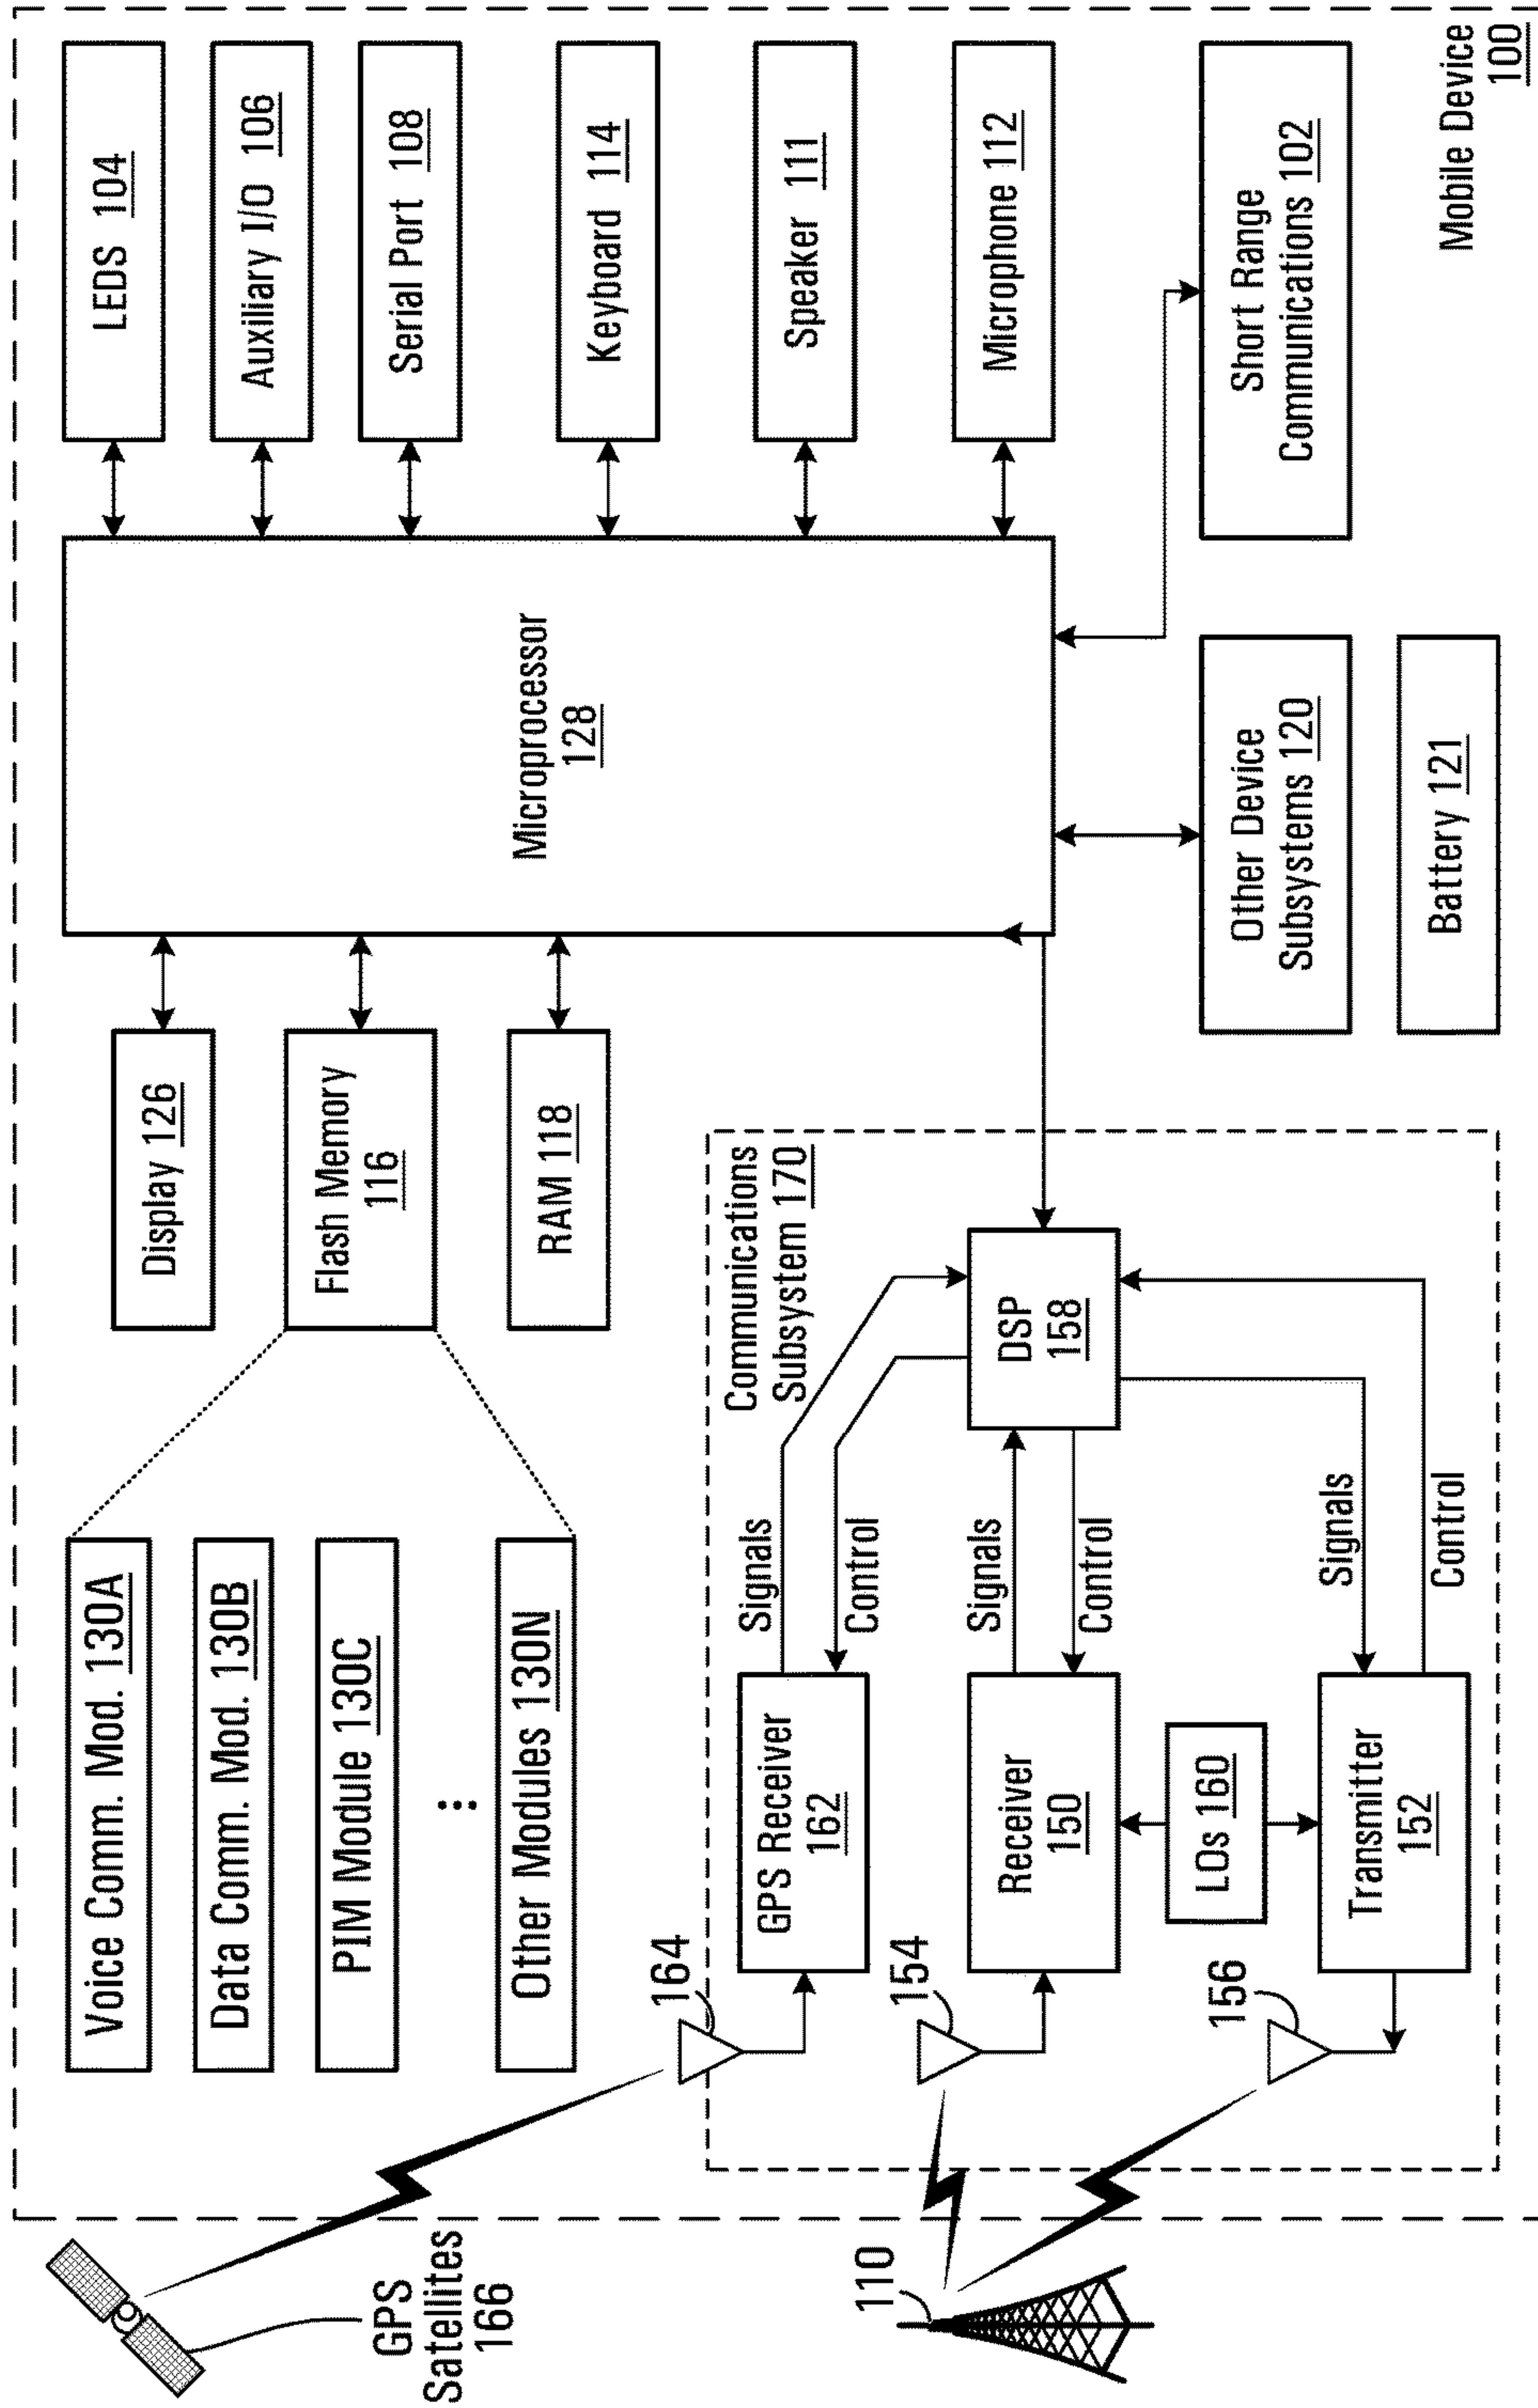 GPS
Satellites
166
110
Voice Comm. Mod. 130A
Data Comm. Mod. 130B
PIM Module 130C
Other Modules 130N
Display 126
Flash Memory
116
RAM 118
Microprocessor
128
LEDS 104
Auxiliary I/O 106
Serial Port 108
Keyboard 114
Speaker 111
Microphone 112
Short Range
Communications 102
Other Device
Subsystems 120
Battery 121
Communications
Subsystem 170
164
GPS Receiver
162
Signals
Control
154
Receiver
150
Signals
Control
DSP
158
LOs 160
156
Transmitter
152
Signals
Control
Mobile Device
100